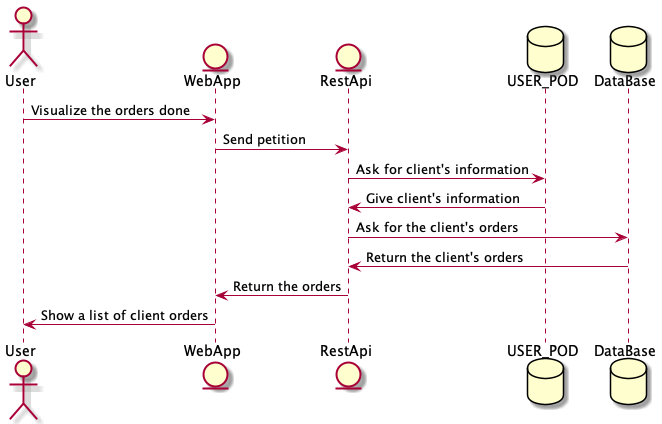 User
WebApp
RestApi
USER_POD
DataBase
Visualize the orders done
Send petition
Ask for client's information
Give client's information
Ask for the client's orders
Return the client's orders
Return the orders
Show a list of client orders
User
WebApp
RestApi
USER_POD
DataBase